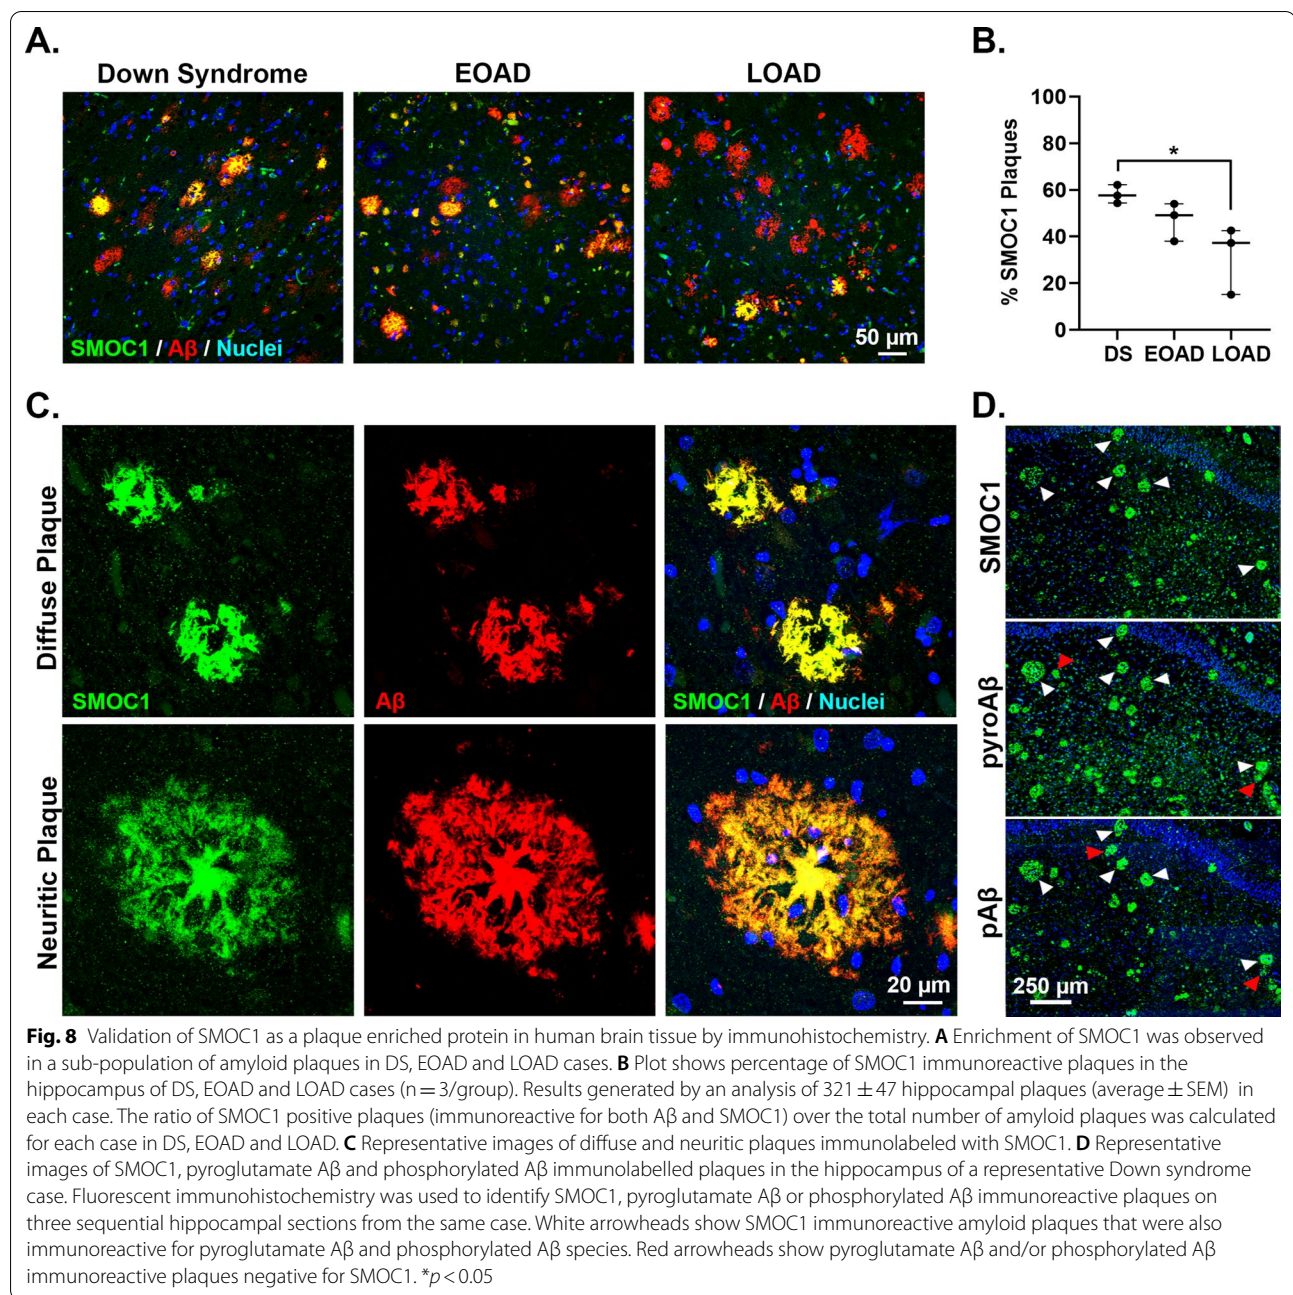 A.
Down Syndrome
EOAD
LOAD
SMOC1 / Aβ / Nuclei
50 µm
B.
% SMOC1 Plaques
100
80
60
40
20
0
*
DS
EOAD
LOAD
C.
Diffuse Plaque
SMOC1
Aβ
SMOC1 / Aβ / Nuclei
Neuritic Plaque
20 µm
D.
SMOC1
pyroAβ
pAβ
250 µm
Fig. 8 Validation of SMOC1 as a plaque enriched protein in human brain tissue by immunohistochemistry. A Enrichment of SMOC1 was observed
in a sub-population of amyloid plaques in DS, EOAD and LOAD cases. B Plot shows percentage of SMOC1 immunoreactive plaques in the
hippocampus of DS, EOAD and LOAD cases (n = 3/group). Results generated by an analysis of 321 ± 47 hippocampal plaques (average ± SEM) in
each case. The ratio of SMOC1 positive plaques (immunoreactive for both Aβ and SMOC1) over the total number of amyloid plaques was calculated
for each case in DS, EOAD and LOAD. C Representative images of diffuse and neuritic plaques immunolabeled with SMOC1. D Representative
images of SMOC1, pyroglutamate Aβ and phosphorylated Aβ immunolabelled plaques in the hippocampus of a representative Down syndrome
case. Fluorescent immunohistochemistry was used to identify SMOC1, pyroglutamate Aβ or phosphorylated Aβ immunoreactive plaques on
three sequential hippocampal sections from the same case. White arrowheads show SMOC1 immunoreactive amyloid plaques that were also
immunoreactive for pyroglutamate Aβ and phosphorylated Aβ species. Red arrowheads show pyroglutamate Aβ and/or phosphorylated Aβ
immunoreactive plaques negative for SMOC1. *p < 0.05